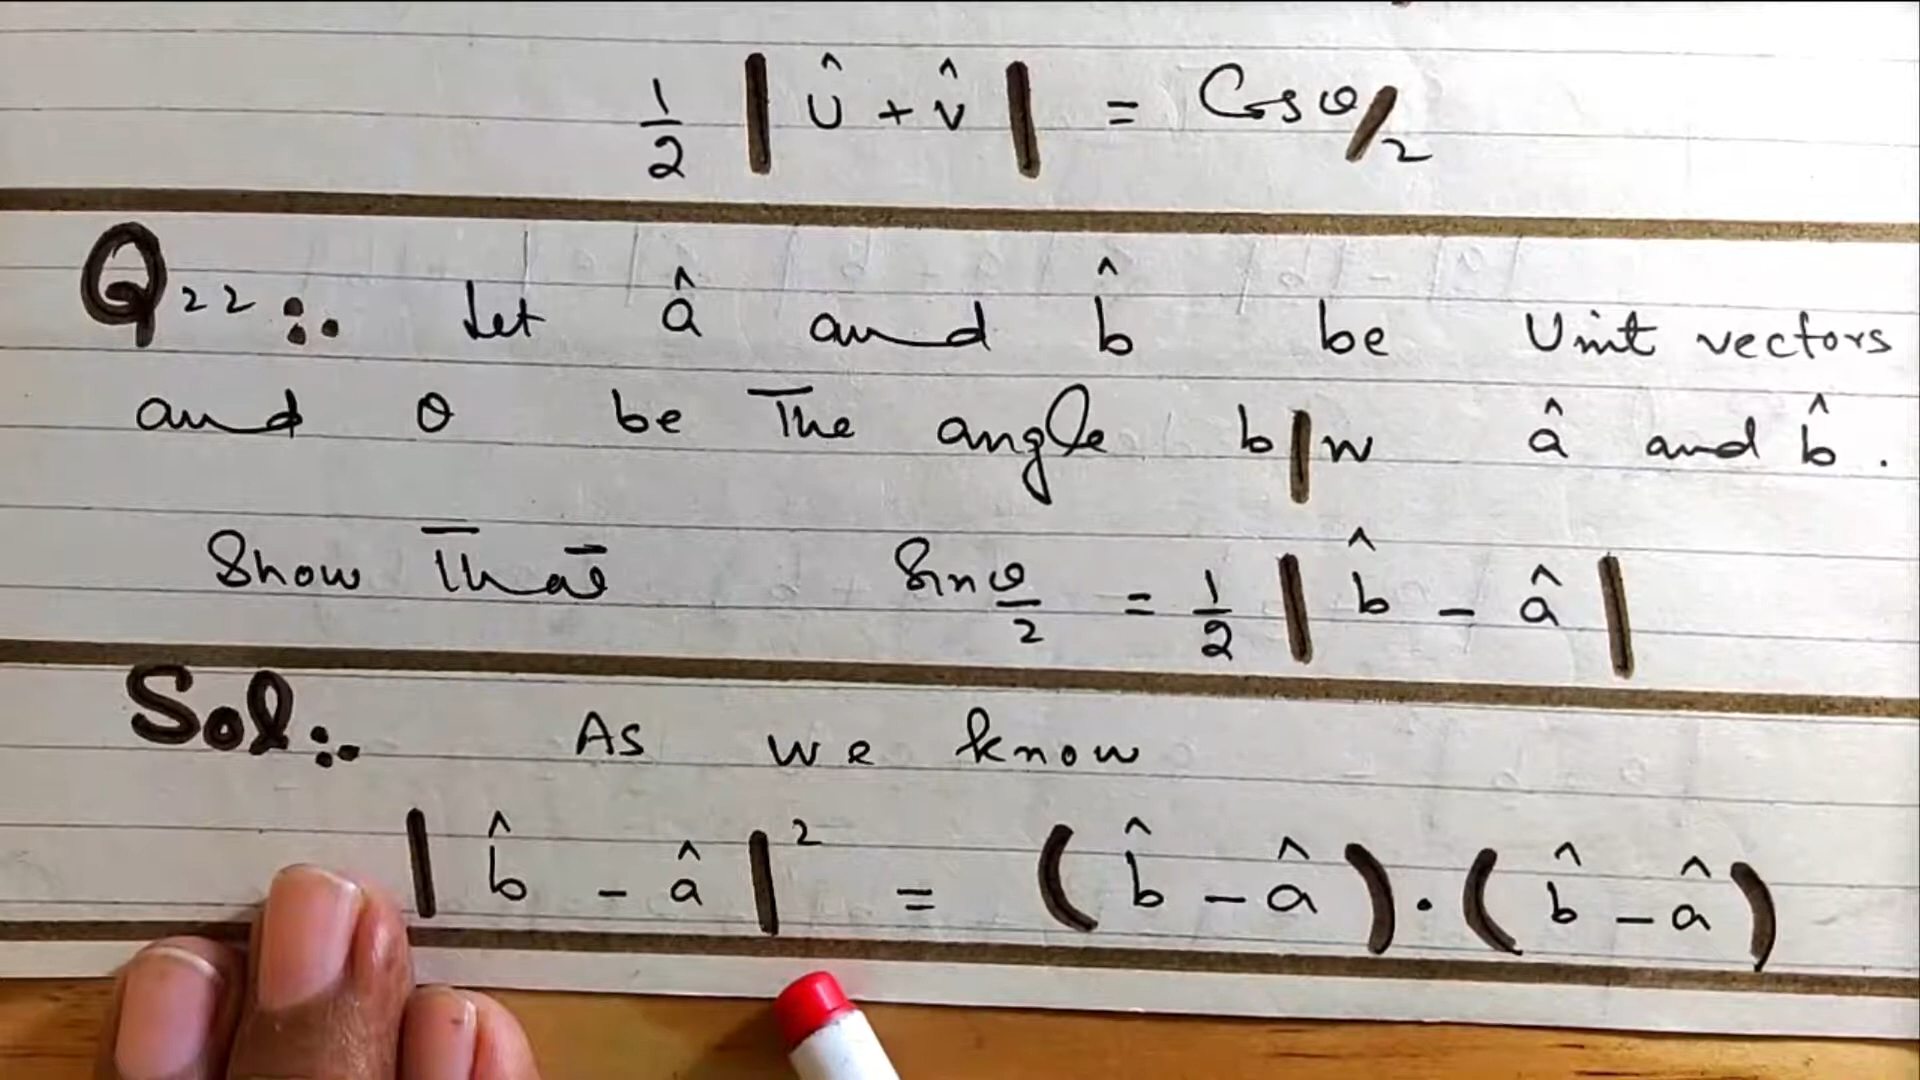 1/2 | û + v̂ | = Cos θ/2
Q22:. Let â and b̂ be Unit vectors
and θ be The angle b|w â and b̂.
Show That Sin θ/2 = 1/2 | b̂ - â |
Sol:. As we know
| b̂ - â |² = ( b̂ - â ) . ( b̂ - â )